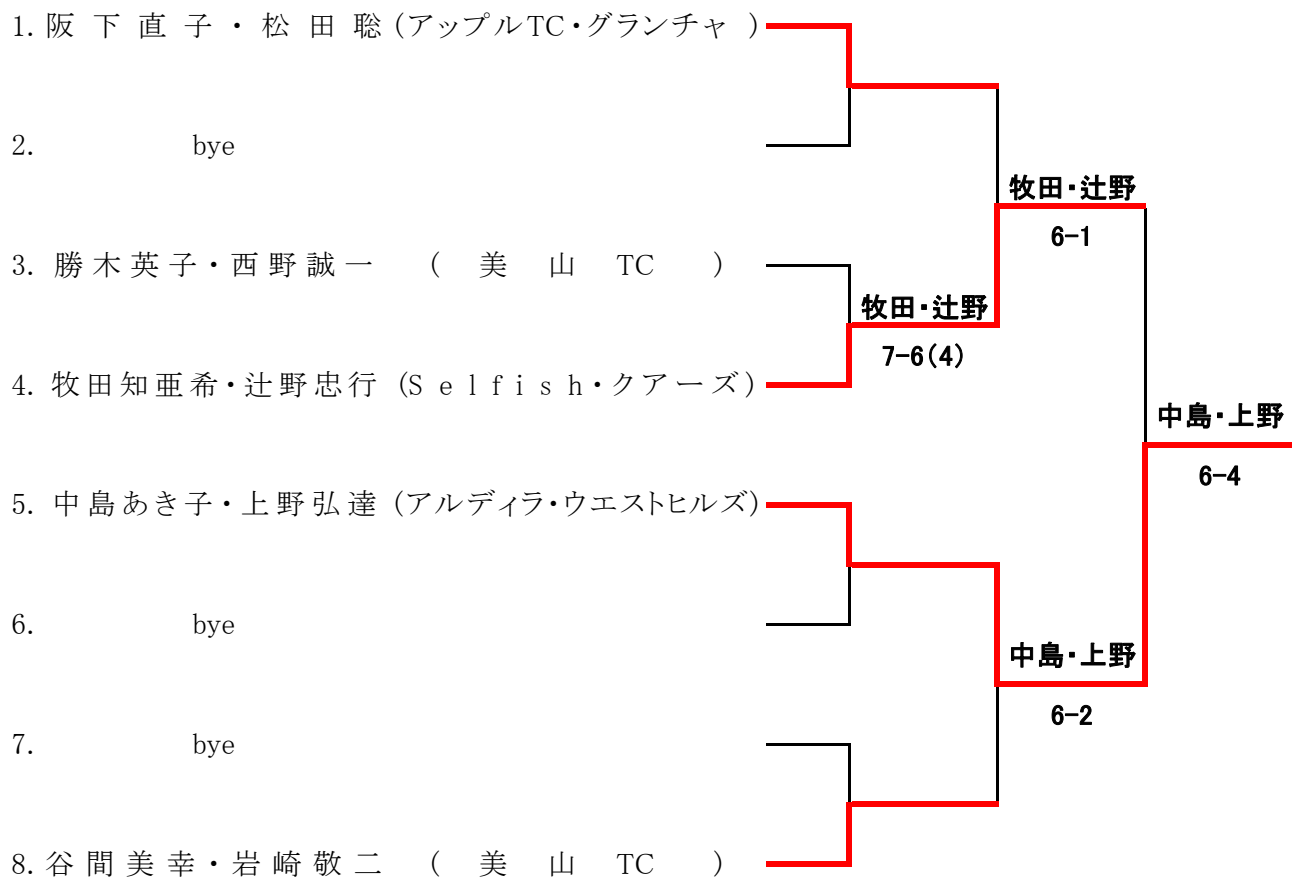 1. 阪下直子・松田聡 (アップルTC・グランチャ)
2. bye
牧田・辻野
6-1
3. 勝木英子・西野誠一 (美山TC)
牧田・辻野
7-6(4)
4. 牧田知亜希・辻野忠行 (Selfish・クアーズ)
中島・上野
6-4
5. 中島あき子・上野弘達 (アルディラ・ウエストヒルズ)
6. bye
中島・上野
6-2
7. bye
8. 谷間美幸・岩崎敬二 (美山TC)